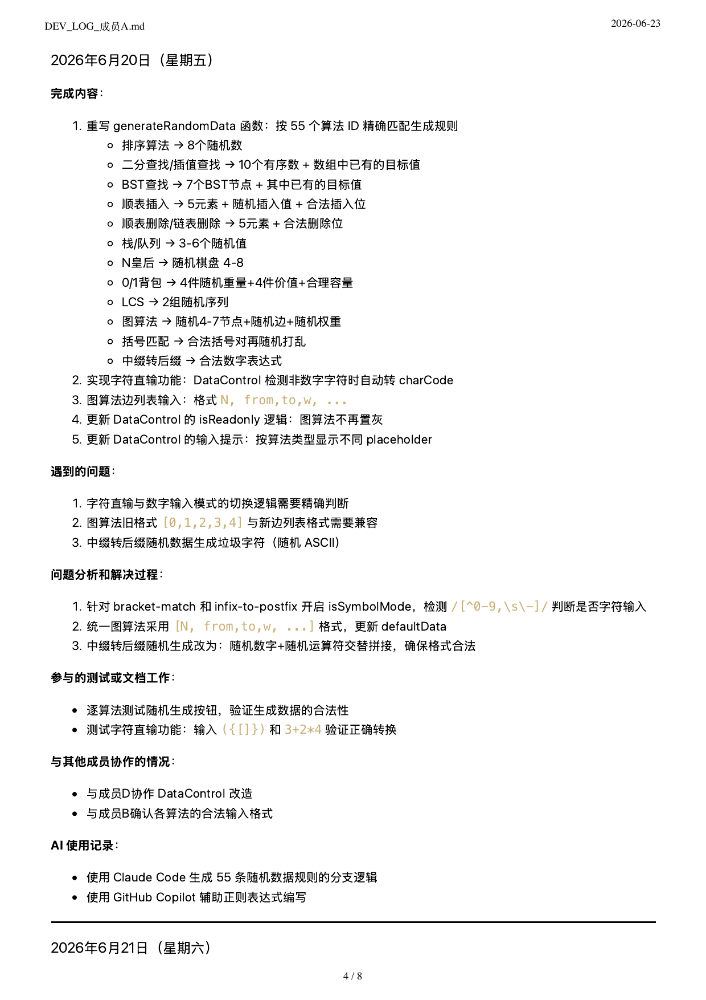 DEV_LOG_成员A.md
2026-06-23
2026年6月20日（星期五）
完成内容：
1. 重写 generateRandomData 函数：按 55 个算法 ID 精确匹配生成规则
排序算法 → 8个随机数
二分查找/插值查找 → 10个有序数 + 数组中已有的目标值
BST查找 → 7个BST节点 + 其中已有的目标值
顺表插入 → 5元素 + 随机插入值 + 合法插入位
顺表删除/链表删除 → 5元素 + 合法删除位
栈/队列 → 3-6个随机值
N皇后 → 随机棋盘 4-8
0/1背包 → 4件随机重量+4件价值+合理容量
LCS → 2组随机序列
图算法 → 随机4-7节点+随机边+随机权重
括号匹配 → 合法括号对再随机打乱
中缀转后缀 → 合法数字表达式
2. 实现字符直输功能：DataControl 检测非数字字符时自动转 charCode
3. 图算法边列表输入：格式 N, from,to,w, ...
4. 更新 DataControl 的 isReadonly 逻辑：图算法不再置灰
5. 更新 DataControl 的输入提示：按算法类型显示不同 placeholder
遇到的问题：
1. 字符直输与数字输入模式的切换逻辑需要精确判断
2. 图算法旧格式 [0,1,2,3,4] 与新边列表格式需要兼容
3. 中缀转后缀随机数据生成垃圾字符（随机 ASCII）
问题分析和解决过程：
1. 针对 bracket-match 和 infix-to-postfix 开启 isSymbolMode，检测 /[^0-9,\s\-]/ 判断是否字符输入
2. 统一图算法采用 [N, from,to,w, ...] 格式，更新 defaultData
3. 中缀转后缀随机生成改为：随机数字+随机运算符交替拼接，确保格式合法
参与的测试或文档工作：
逐算法测试随机生成按钮，验证生成数据的合法性
测试字符直输功能：输入 ({[]}) 和 3+2*4 验证正确转换
与其他成员协作的情况：
与成员D协作 DataControl 改造
与成员B确认各算法的合法输入格式
AI 使用记录：
使用 Claude Code 生成 55 条随机数据规则的分支逻辑
使用 GitHub Copilot 辅助正则表达式编写
2026年6月21日（星期六）
4 / 8